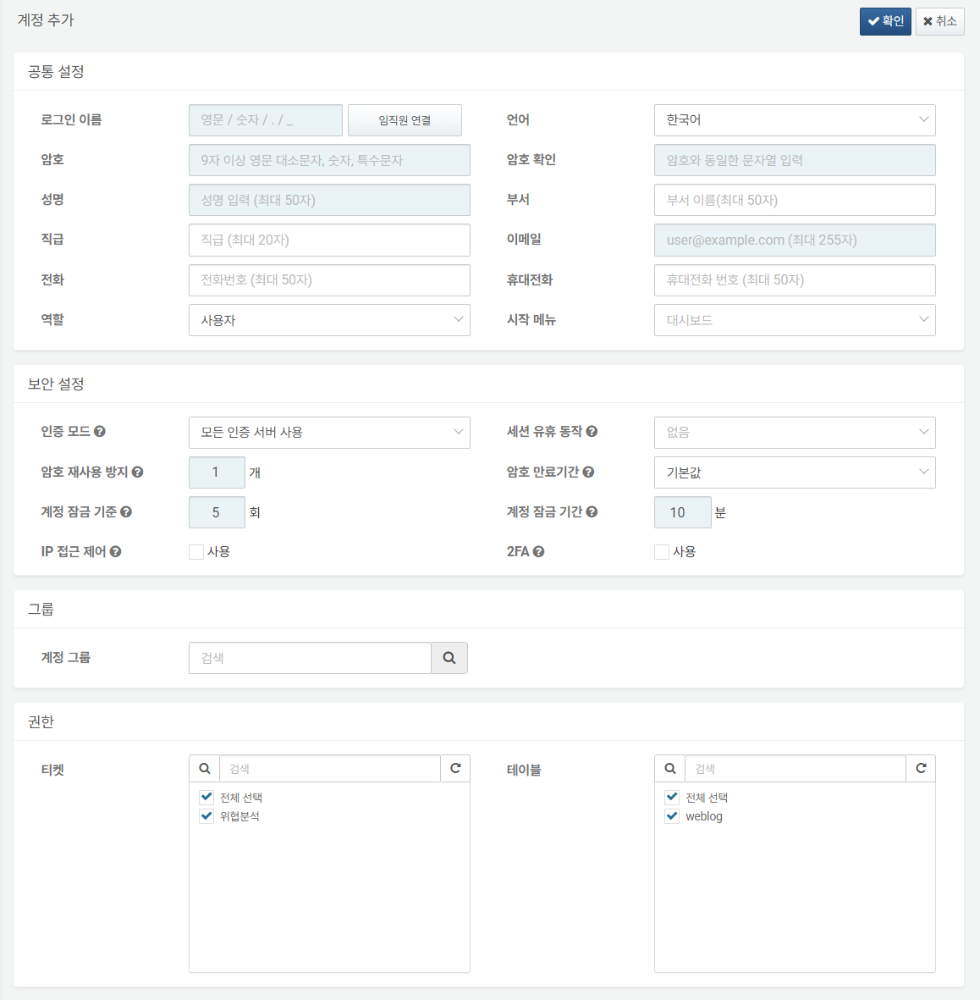 계정 추가
확인 취소
공통 설정
로그인 이름 영문 / 숫자 / . / _ 임직원 연결 언어 한국어
암호 9자 이상 영문 대소문자, 숫자, 특수문자 암호 확인 암호와 동일한 문자열 입력
성명 성명 입력 (최대 50자) 부서 부서 이름(최대 50자)
직급 직급 (최대 20자) 이메일 user@example.com (최대 255자)
전화 전화번호 (최대 50자) 휴대전화 휴대전화 번호 (최대 50자)
역할 사용자 시작 메뉴 대시보드
보안 설정
인증 모드 모든 인증 서버 사용 세션 유휴 동작 없음
암호 재사용 방지 1 개 암호 만료기간 기본값
계정 잠금 기준 5 회 계정 잠금 기간 10 분
IP 접근 제어 사용 2FA 사용
그룹
계정 그룹 검색
권한
티켓 검색 테이블 검색
전체 선택 전체 선택
위협분석 weblog